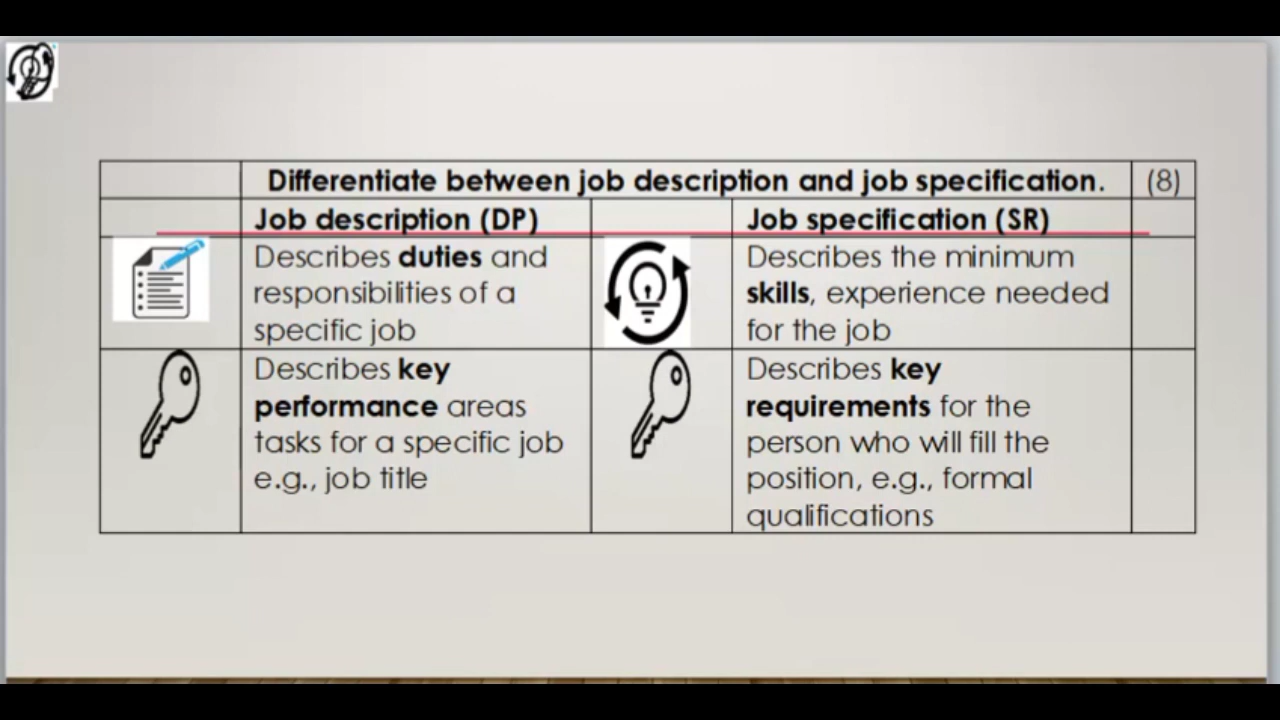 Differentiate between job description and job specification. (8)
Job description (DP)
Job specification (SR)
Describes duties and
responsibilities of a
specific job
Describes the minimum
skills, experience needed
for the job
Describes key
performance areas
tasks for a specific job
e.g., job title
Describes key
requirements for the
person who will fill the
position, e.g., formal
qualifications